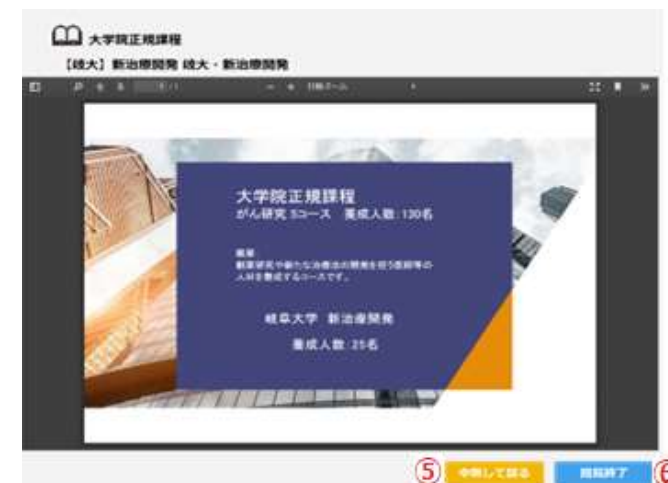 大学院正規課程
【岐大】新治療開発 岐大・新治療開発
大学院正規課程
がん研究 5コース 養成人数:130名
概要
創薬研究や新たな治療法の開発を担う医師等の
人材を養成するコースです。
岐阜大学 新治療開発
養成人数:25名
⑤ 中断して戻る 閲覧終了 ⑥